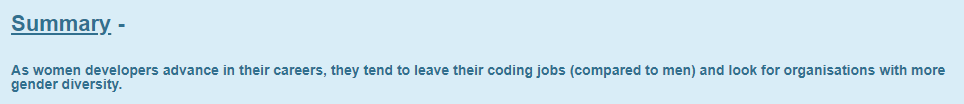 Summary -
As women developers advance in their careers, they tend to leave their coding jobs (compared to men) and look for organisations with more
gender diversity.